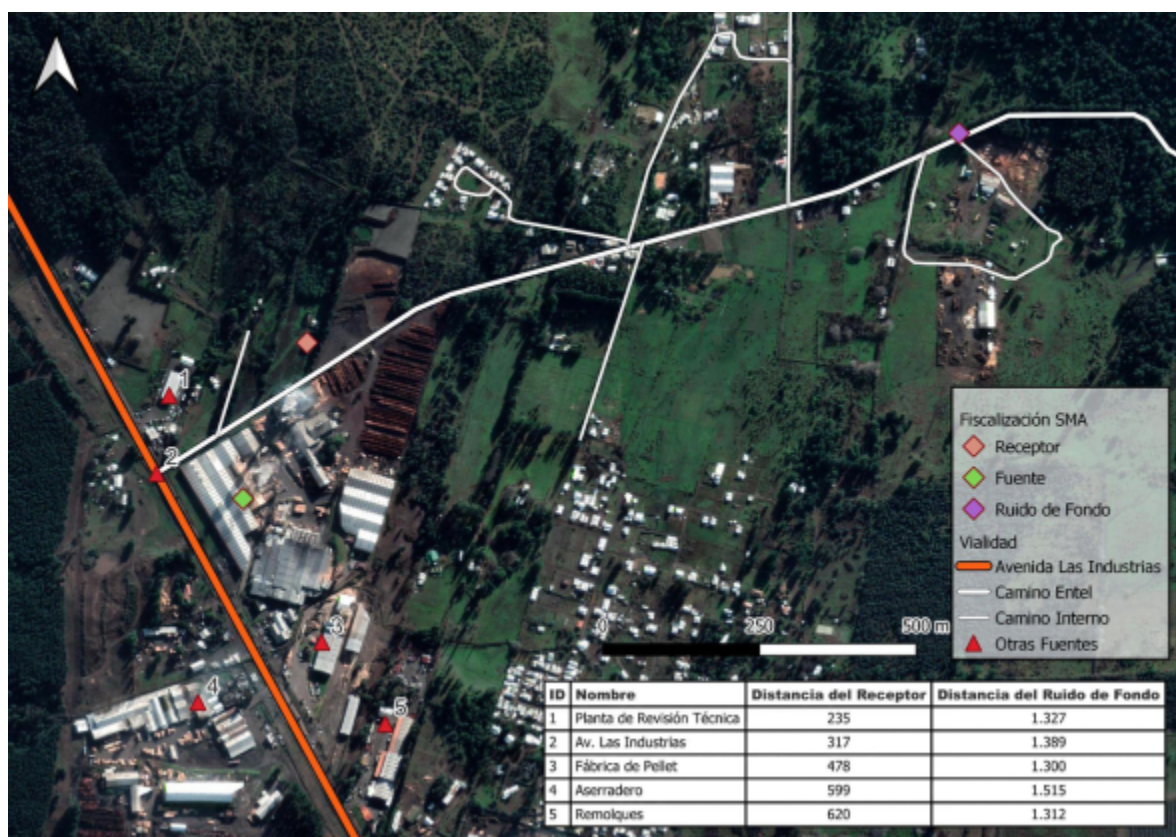 1
2
3
4
5
Fiscalización SMA
Receptor
Fuente
Ruido de Fondo
Vialidad
Avenida Las Industrias
Camino Entel
Camino Interno
Otras Fuentes
0 250 500 m
ID Nombre Distancia del Receptor Distancia del Ruido de Fondo
1 Planta de Revisión Técnica 235 1.327
2 Av. Las Industrias 317 1.389
3 Fábrica de Pellet 478 1.300
4 Aserradero 599 1.515
5 Remolques 620 1.312